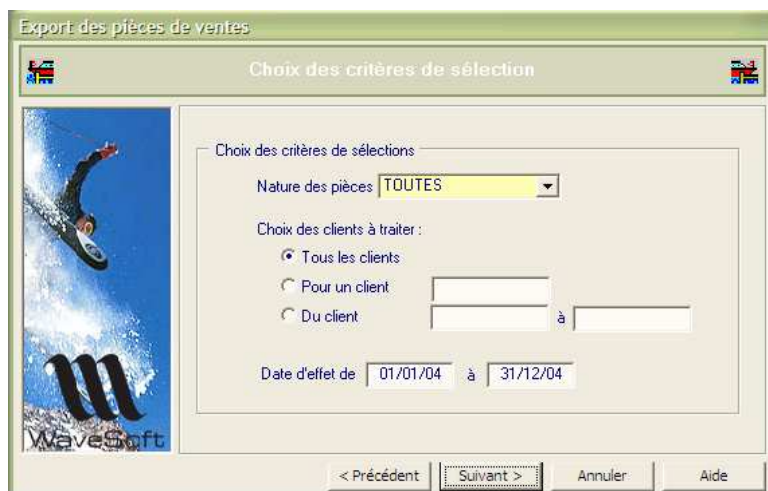 Export des pièces de ventes
Choix des critères de sélection
Choix des critères de sélections
Nature des pièces TOUTES
Choix des clients à traiter :
Tous les clients
Pour un client
Du client à
Date d'effet de 01/01/04 à 31/12/04
WaveSoft
< Précédent Suivant > Annuler Aide